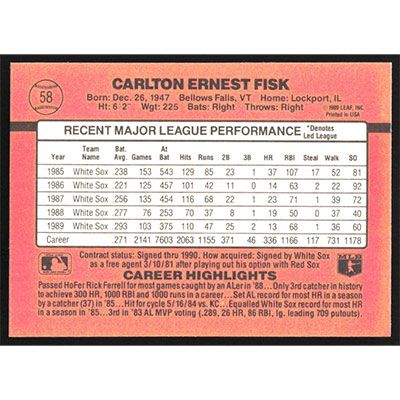 58
CARLTON ERNEST FISK
©1989 LEAF, INC.
Printed in USA
Born: Dec. 26, 1947 Bellows Falls, VT Home: Lockport, IL
Ht: 6'2" Wgt: 225 Bats: Right Throws: Right
RECENT MAJOR LEAGUE PERFORMANCE *Denotes Led League
Year Team Name Bat. Avg. Games At Bat Hits Runs 2B 3B HR RBI Steal Walk SO
1985 White Sox .238 153 543 129 85 23 1 37 107 17 52 81
1986 White Sox .221 125 457 101 42 11 0 14 63 2 22 92
1987 White Sox .256 135 454 116 68 22 1 23 71 1 39 72
1988 White Sox .277 76 253 70 37 8 1 19 50 0 37 40
1989 White Sox .293 103 375 110 47 25 2 13 68 1 36 60
Career .271 2141 7603 2063 1155 371 46 336 1166 117 731 1178
Contract status: Signed thru 1990. How acquired: Signed by White Sox
as a free agent 3/10/81 after playing out his option with Red Sox
MLB
CAREER HIGHLIGHTS
Passed HoFer Rick Ferrell for most games caught by an ALer in '88... Only 3rd catcher in history
to achieve 300 HR, 1000 RBI and 1000 runs in a career... Set AL record for most HR in a season
by a catcher (37) in '85... Hit for cycle 5/16/84 vs. KC... Equalled White Sox record for most HR
in a season in '85... 3rd in '83 AL MVP voting (.289, 26 HR, 86 RBI, lg. leading 709 putouts).